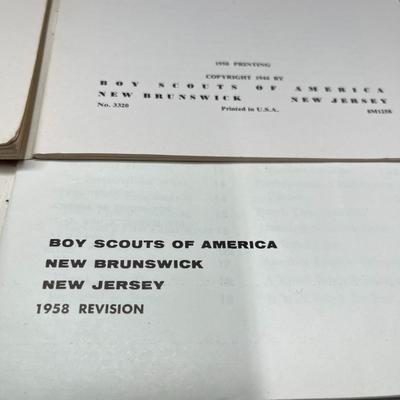 1958 PRINTING
COPYRIGHT 1944 BY
BOY SCOUTS OF AMERICA
NEW BRUNSWICK NEW JERSEY
No. 3320 Printed in U.S.A. 8M1258
BOY SCOUTS OF AMERICA
NEW BRUNSWICK
NEW JERSEY
1958 REVISION